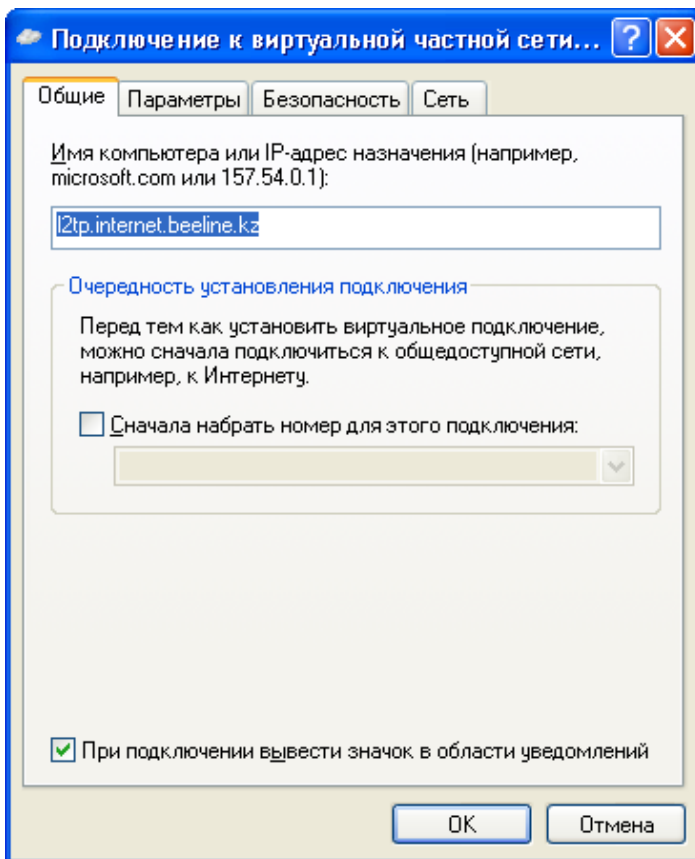 Подключение к виртуальной частной сети...
Общие Параметры Безопасность Сеть
Имя компьютера или IP-адрес назначения (например,
microsoft.com или 157.54.0.1):
l2tp.internet.beeline.kz
Очередность установления подключения
Перед тем как установить виртуальное подключение,
можно сначала подключиться к общедоступной сети,
например, к Интернету.
Сначала набрать номер для этого подключения:
При подключении вывести значок в области уведомлений
OK Отмена